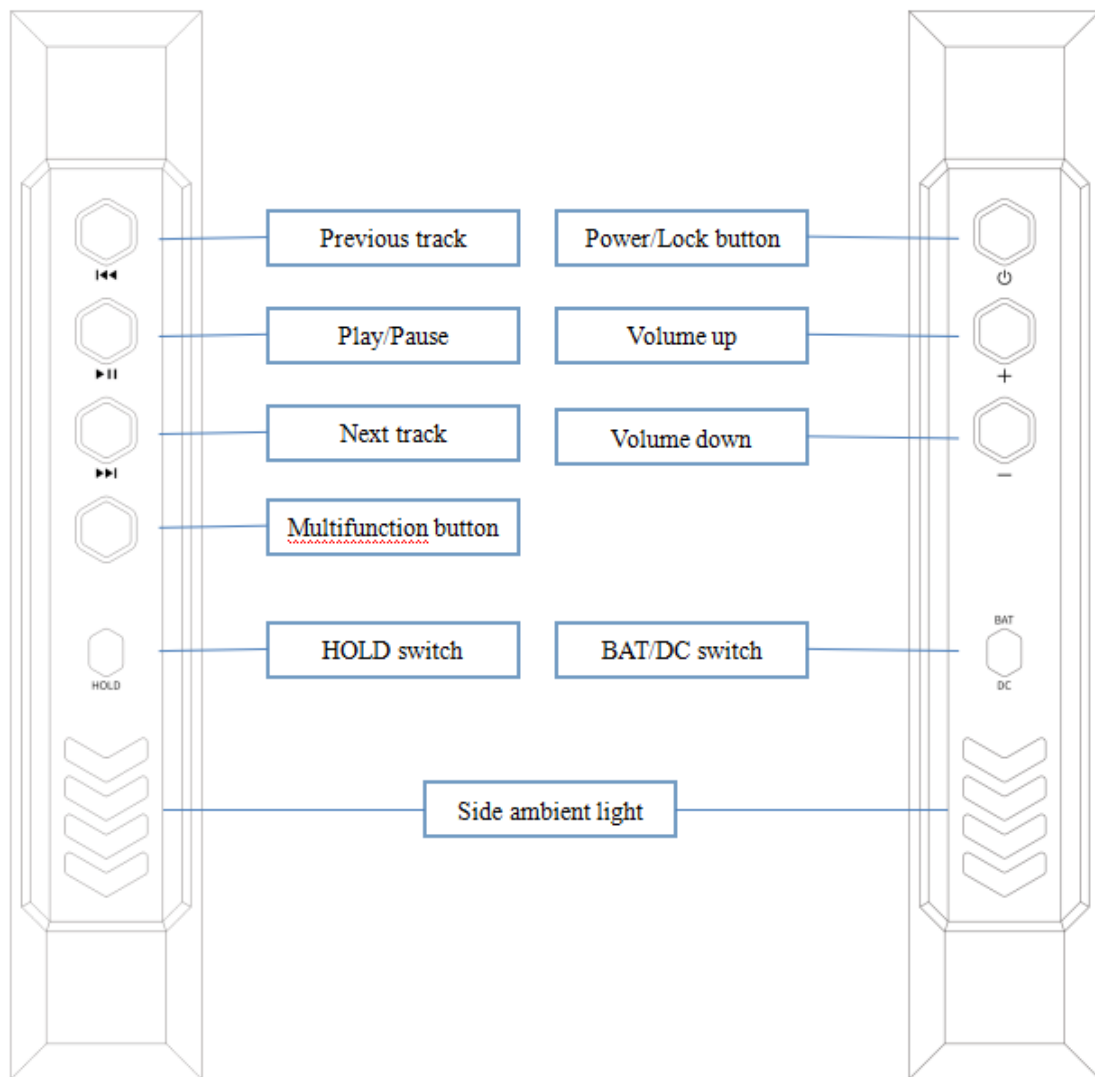 Previous track
Power/Lock button
Play/Pause
Volume up
Next track
Volume down
Multifunction button
HOLD switch
BAT/DC switch
HOLD
BAT
DC
Side ambient light